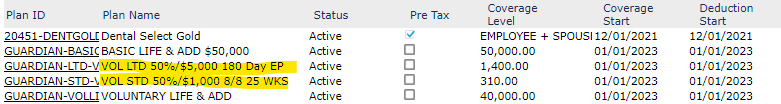 Plan ID Plan Name Status Pre Tax Coverage Level Coverage Start Deduction Start
20451-DENTGOLD Dental Select Gold Active EMPLOYEE + SPOUSI 12/01/2021 12/01/2021
GUARDIAN-BASIC BASIC LIFE & ADD $50,000 Active 50,000.00 01/01/2023 01/01/2023
GUARDIAN-LTD-V VOL LTD 50%/$5,000 180 Day EP Active 1,400.00 01/01/2023 01/01/2023
GUARDIAN-STD-V VOL STD 50%/$1,000 8/8 25 WKS Active 310.00 01/01/2023 01/01/2023
GUARDIAN-VOLLI VOLUNTARY LIFE & ADD Active 40,000.00 01/01/2023 01/01/2023